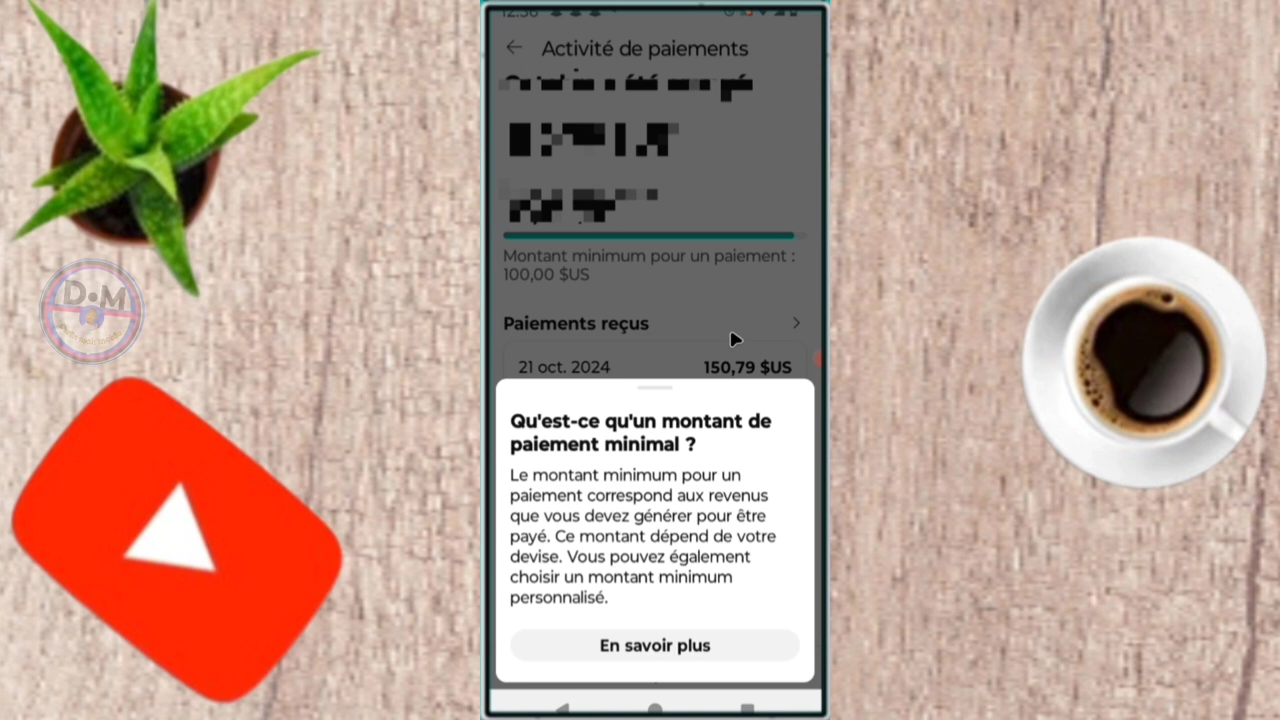 12:58
Activité de paiements
Montant minimum pour un paiement :
100,00 $US
Paiements reçus
21 oct. 2024
150,79 $US
Qu'est-ce qu'un montant de
paiement minimal ?
Le montant minimum pour un
paiement correspond aux revenus
que vous devez générer pour être
payé. Ce montant dépend de votre
devise. Vous pouvez également
choisir un montant minimum
personnalisé.
En savoir plus
D•M